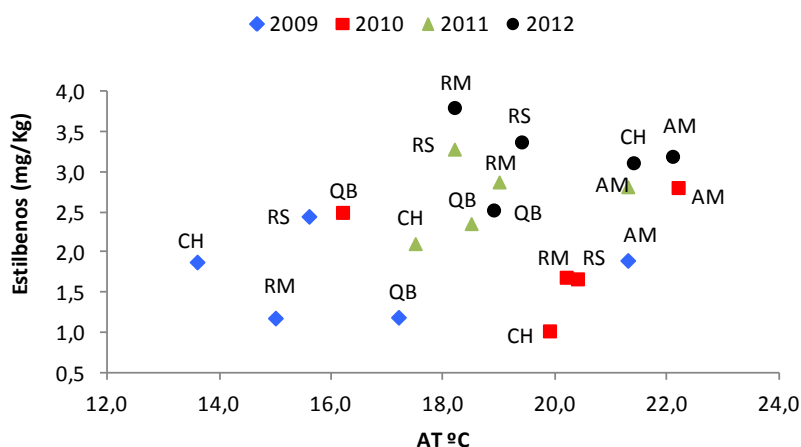 2009 2010 2011 2012
Estilbenos (mg/Kg)
4,0
3,5
3,0
2,5
2,0
1,5
1,0
0,5
RM
RS
RS
RM
CH
AM
AM
AM
QB
QB
QB
RS
CH
CH
AM
RM
QB
RM
RS
CH
12,0 14,0 16,0 18,0 20,0 22,0 24,0
AT ºC